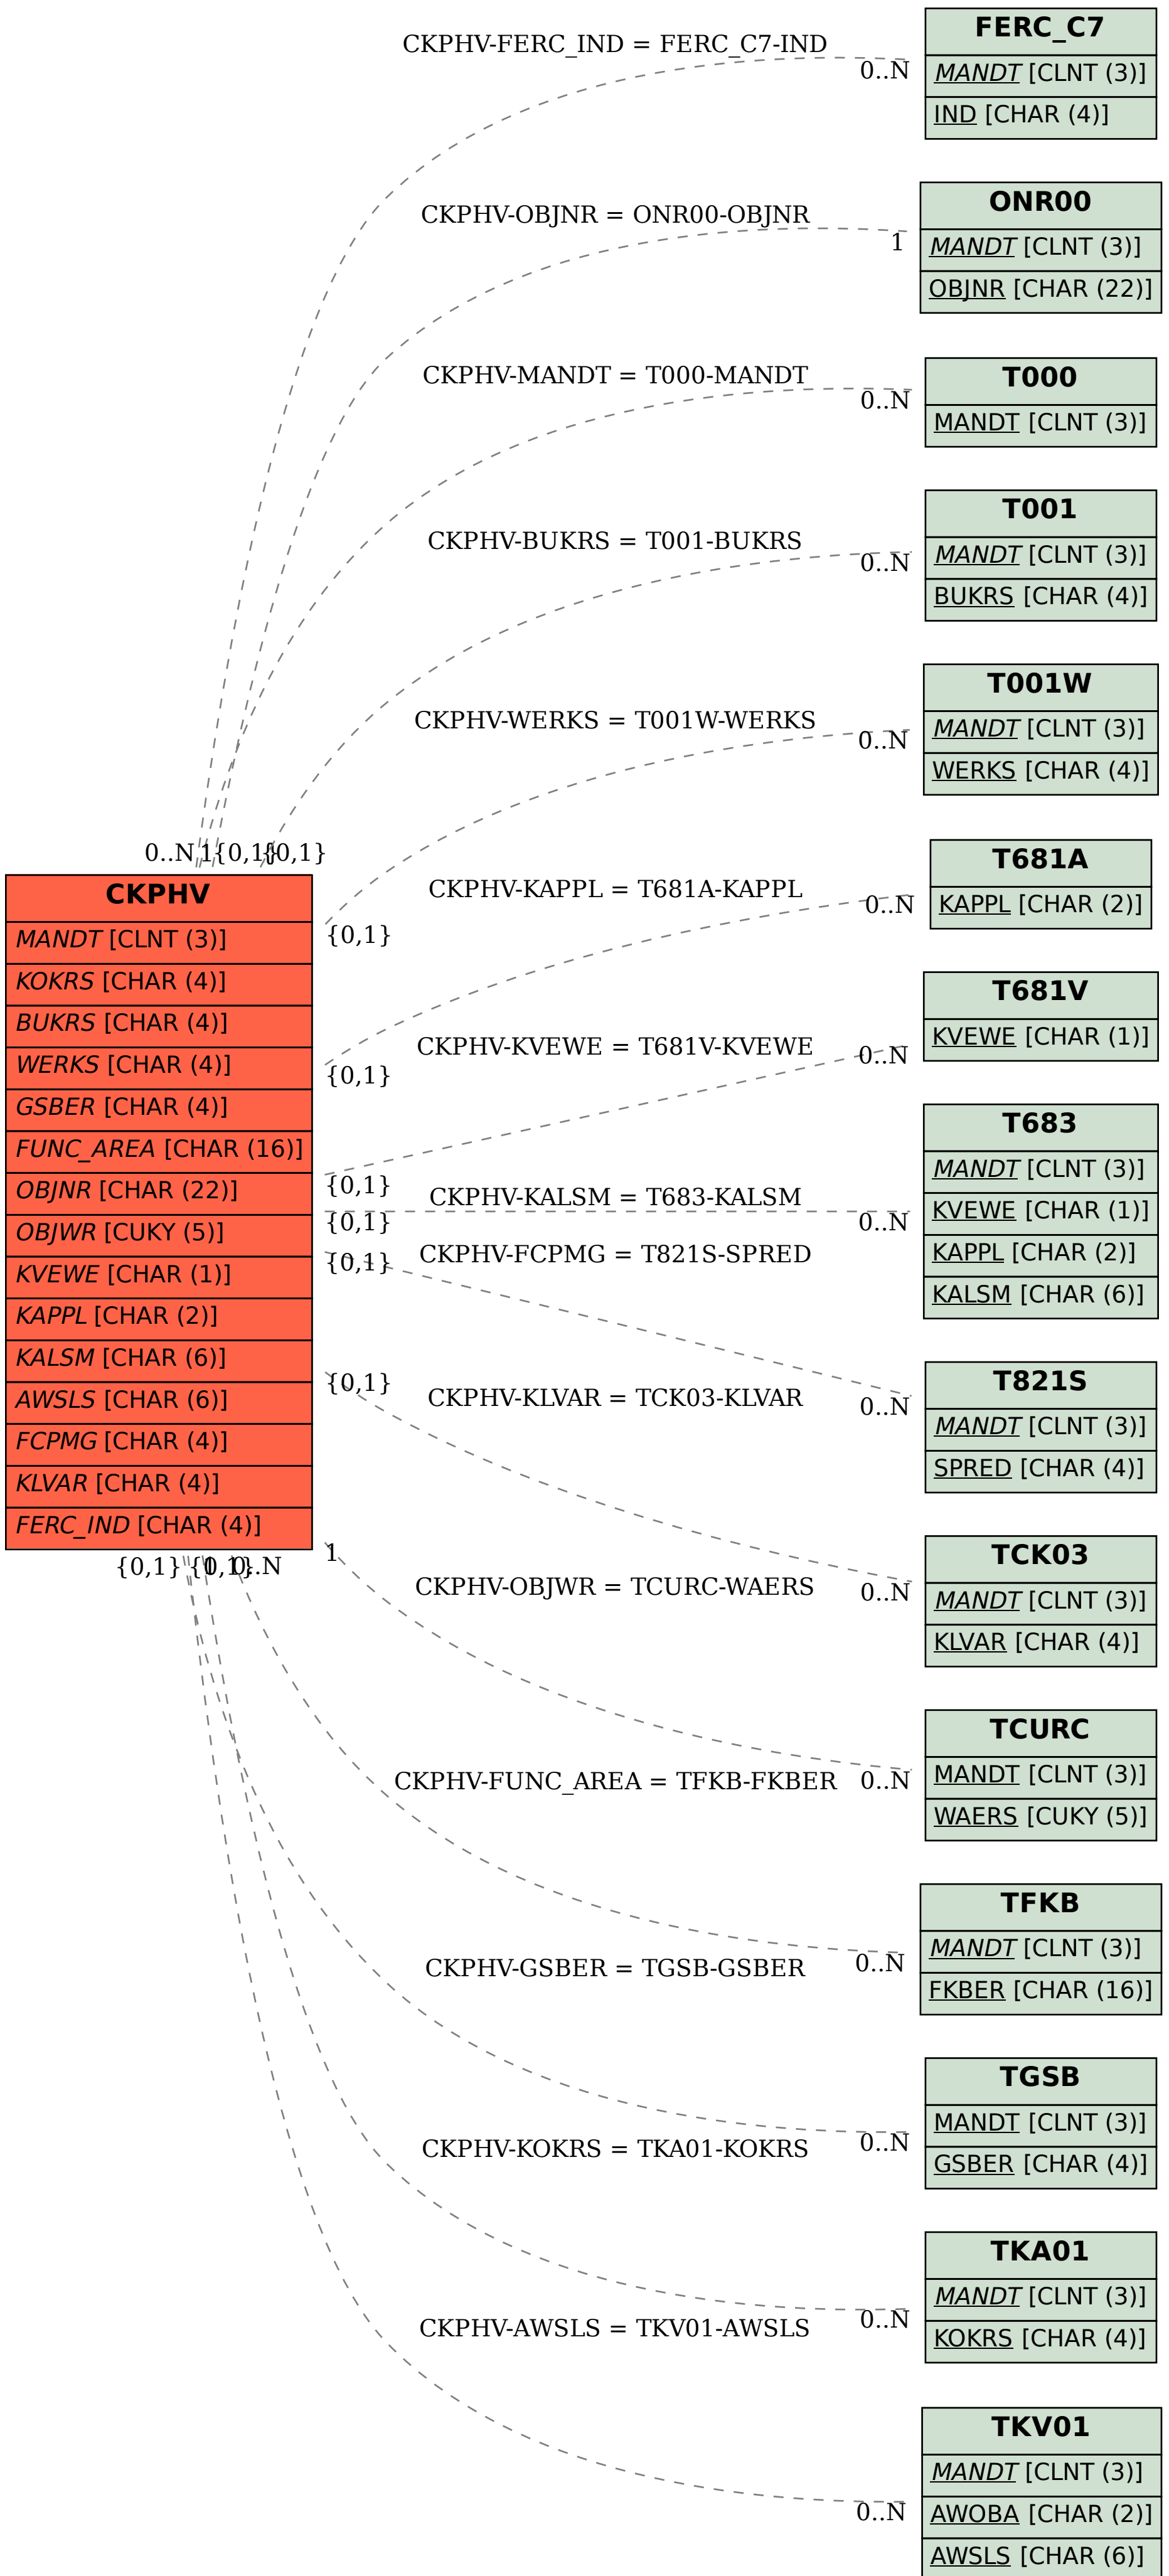 CKPHV-FERC_IND = FERC_C7-IND
0..N
FERC_C7
MANDT [CLNT (3)]
IND [CHAR (4)]
CKPHV-OBJNR = ONR00-OBJNR
1
ONR00
MANDT [CLNT (3)]
OBJNR [CHAR (22)]
CKPHV-MANDT = T000-MANDT
0..N
T000
MANDT [CLNT (3)]
CKPHV-BUKRS = T001-BUKRS
0..N
T001
MANDT [CLNT (3)]
BUKRS [CHAR (4)]
CKPHV-WERKS = T001W-WERKS
0..N
T001W
MANDT [CLNT (3)]
WERKS [CHAR (4)]
0..N
1
{0,1}
{0,1}
CKPHV
MANDT [CLNT (3)]
KOKRS [CHAR (4)]
BUKRS [CHAR (4)]
WERKS [CHAR (4)]
GSBER [CHAR (4)]
FUNC_AREA [CHAR (16)]
OBJNR [CHAR (22)]
OBJWR [CUKY (5)]
KVEWE [CHAR (1)]
KAPPL [CHAR (2)]
KALSM [CHAR (6)]
AWSLS [CHAR (6)]
FCPMG [CHAR (4)]
KLVAR [CHAR (4)]
FERC_IND [CHAR (4)]
{0,1}
CKPHV-KAPPL = T681A-KAPPL
0..N
T681A
KAPPL [CHAR (2)]
{0,1}
CKPHV-KVEWE = T681V-KVEWE
0..N
T681V
KVEWE [CHAR (1)]
{0,1}
CKPHV-KALSM = T683-KALSM
0..N
T683
MANDT [CLNT (3)]
KVEWE [CHAR (1)]
KAPPL [CHAR (2)]
KALSM [CHAR (6)]
{0,1}
CKPHV-FCPMG = T821S-SPRED
{0,1}
0..N
T821S
MANDT [CLNT (3)]
SPRED [CHAR (4)]
{0,1}
CKPHV-KLVAR = TCK03-KLVAR
0..N
TCK03
MANDT [CLNT (3)]
KLVAR [CHAR (4)]
1
CKPHV-OBJWR = TCURC-WAERS
0..N
TCURC
MANDT [CLNT (3)]
WAERS [CUKY (5)]
{0,1}
{0,1}
0..N
CKPHV-FUNC_AREA = TFKB-FKBER
0..N
TFKB
MANDT [CLNT (3)]
FKBER [CHAR (16)]
CKPHV-GSBER = TGSB-GSBER
0..N
TGSB
MANDT [CLNT (3)]
GSBER [CHAR (4)]
CKPHV-KOKRS = TKA01-KOKRS
0..N
TKA01
MANDT [CLNT (3)]
KOKRS [CHAR (4)]
CKPHV-AWSLS = TKV01-AWSLS
0..N
TKV01
MANDT [CLNT (3)]
AWOBA [CHAR (2)]
AWSLS [CHAR (6)]